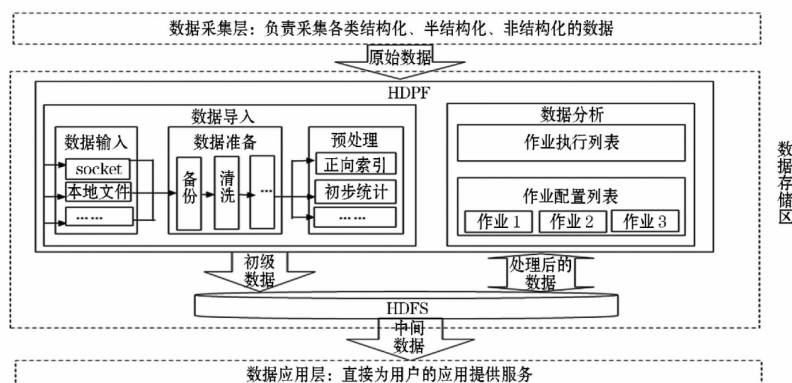 数据采集层：负责采集各类结构化、半结构化、非结构化的数据
原始数据
HDPF
数据导入
数据输入
socket
本地文件
……
数据准备
备份
清洗
…
预处理
正向索引
初步统计
……
数据分析
作业执行列表
作业配置列表
作业1
作业2
作业3
数据存储区
初级
数据
处理后的
数据
HDFS
中间
数据
数据应用层：直接为用户的应用提供服务